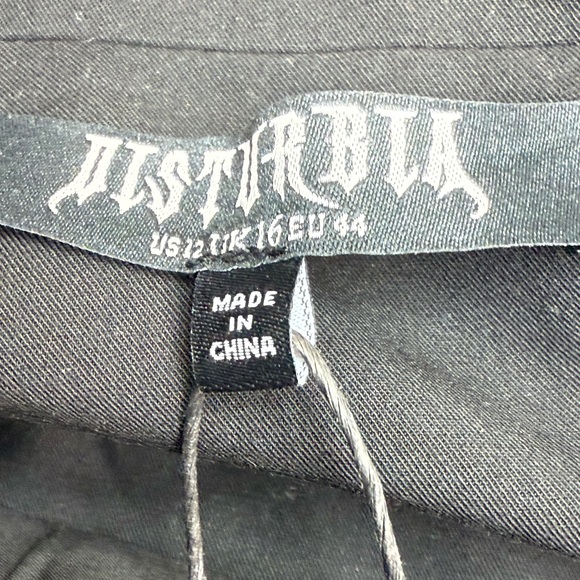 DISTURBIA
US 12 UK 16 EU 44
MADE
IN
CHINA